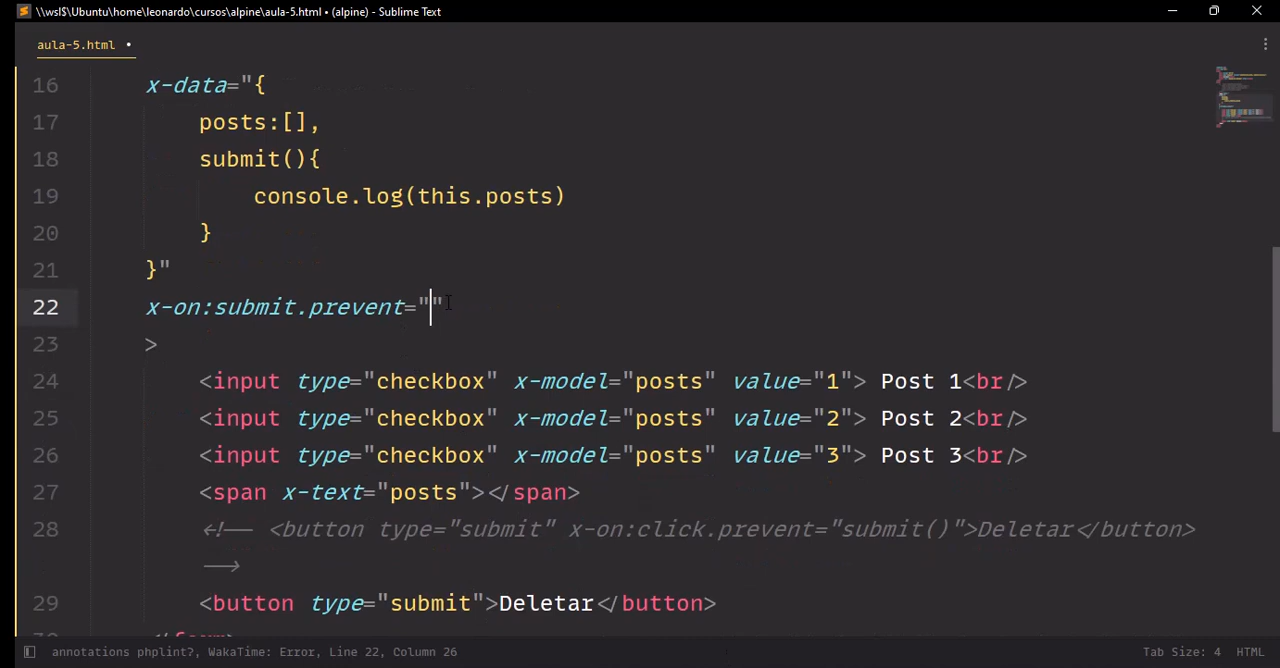 \\wsl$\Ubuntu\home\leonardo\cursos\alpine\aula-5.html • (alpine) - Sublime Text
aula-5.html •
16 x-data="{
17 posts:[],
18 submit(){
19 console.log(this.posts)
20 }
21 }"
22 x-on:submit.prevent=""
23 >
24 <input type="checkbox" x-model="posts" value="1"> Post 1<br/>
25 <input type="checkbox" x-model="posts" value="2"> Post 2<br/>
26 <input type="checkbox" x-model="posts" value="3"> Post 3<br/>
27 <span x-text="posts"></span>
28 <!-- <button type="submit" x-on:click.prevent="submit()">Deletar</button>
-->
29 <button type="submit">Deletar</button>
annotations phplint?, WakaTime: Error, Line 22, Column 26
Tab Size: 4 HTML